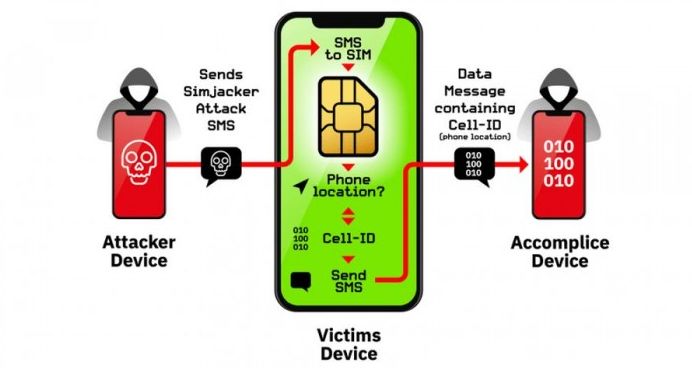 Sends
Simjacker
Attack
SMS
Attacker
Device
SMS
to SIM
Phone
location?
010
100
010
Cell-ID
Send
SMS
Victims
Device
Data
Message
containing
Cell-ID
(phone location)
010
100
010
010
100
010
Accomplice
Device